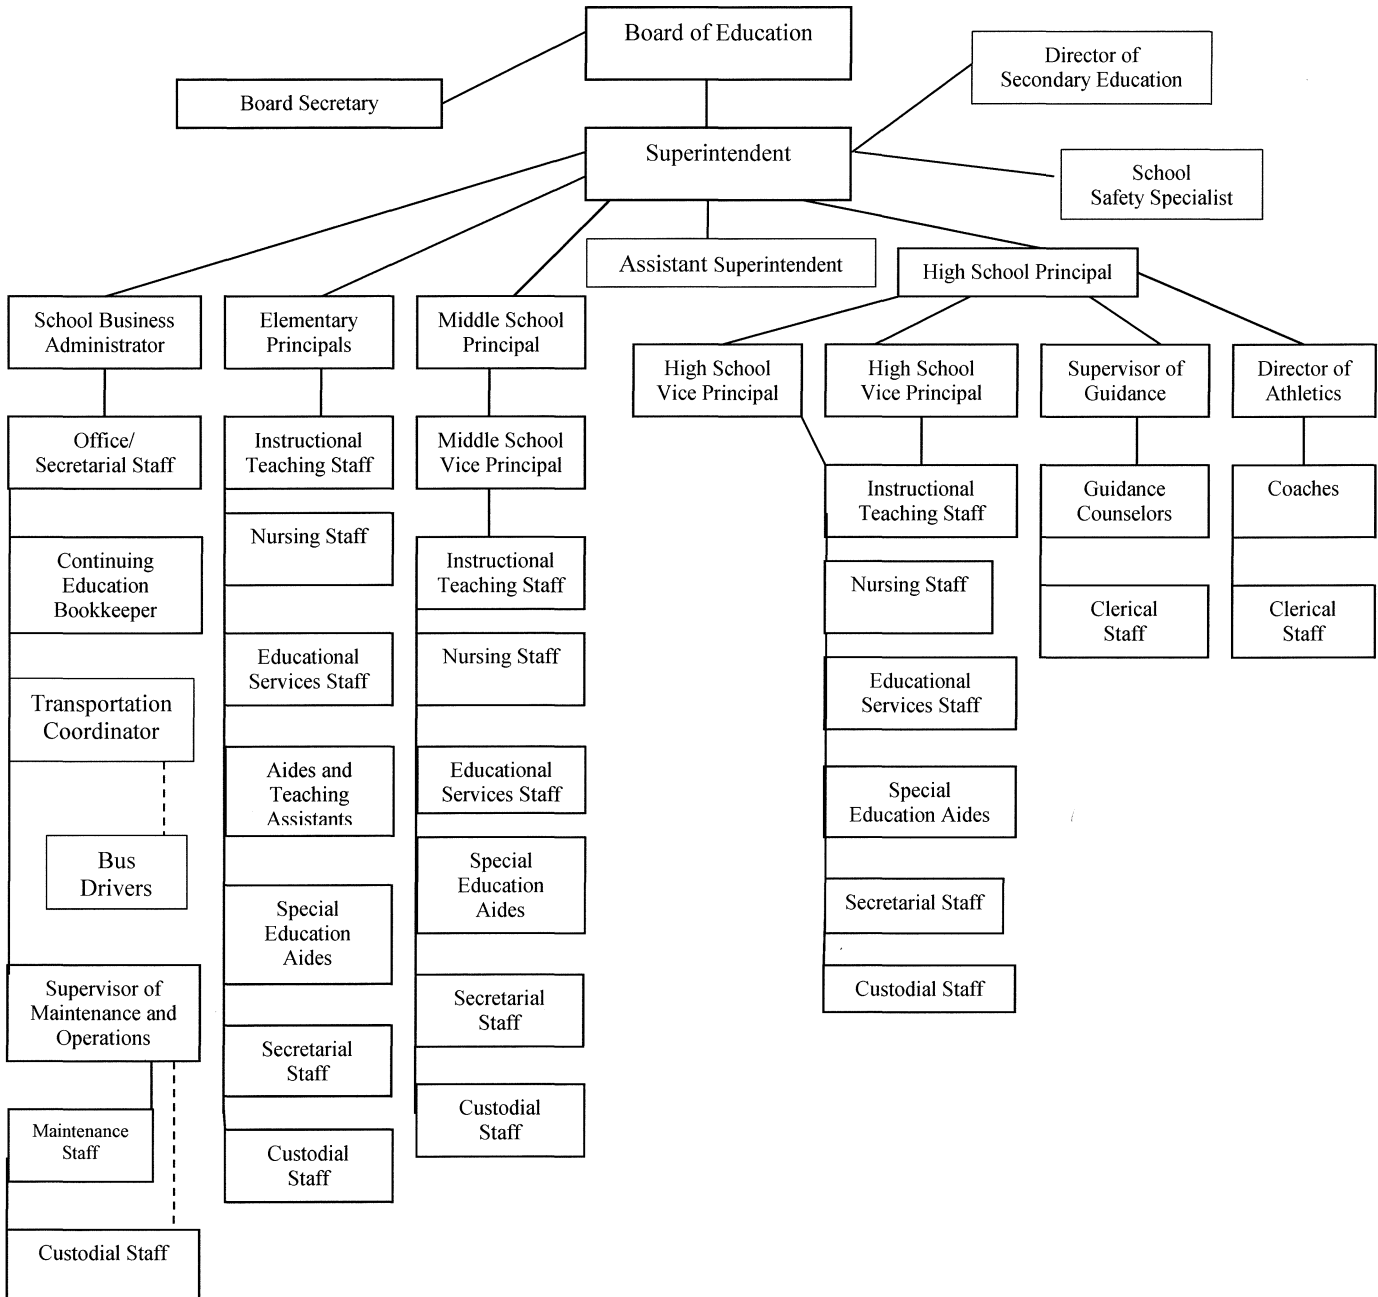 Board of Education
Director of
Secondary Education
Board Secretary
Superintendent
School
Safety Specialist
Assistant Superintendent
High School Principal
School Business
Administrator
Elementary
Principals
Middle School
Principal
High School
Vice Principal
High School
Vice Principal
Supervisor of
Guidance
Director of
Athletics
Office/
Secretarial Staff
Instructional
Teaching Staff
Middle School
Vice Principal
Instructional
Teaching Staff
Guidance
Counselors
Coaches
Continuing
Education
Bookkeeper
Nursing Staff
Instructional
Teaching Staff
Nursing Staff
Clerical
Staff
Clerical
Staff
Transportation
Coordinator
Educational
Services Staff
Nursing Staff
Educational
Services Staff
Aides and
Teaching
Assistants
Educational
Services Staff
Special
Education Aides
Bus
Drivers
Special
Education
Aides
Special
Education
Aides
Secretarial Staff
Supervisor of
Maintenance and
Operations
Secretarial
Staff
Secretarial
Staff
Custodial Staff
Maintenance
Staff
Custodial
Staff
Custodial
Staff
Custodial Staff